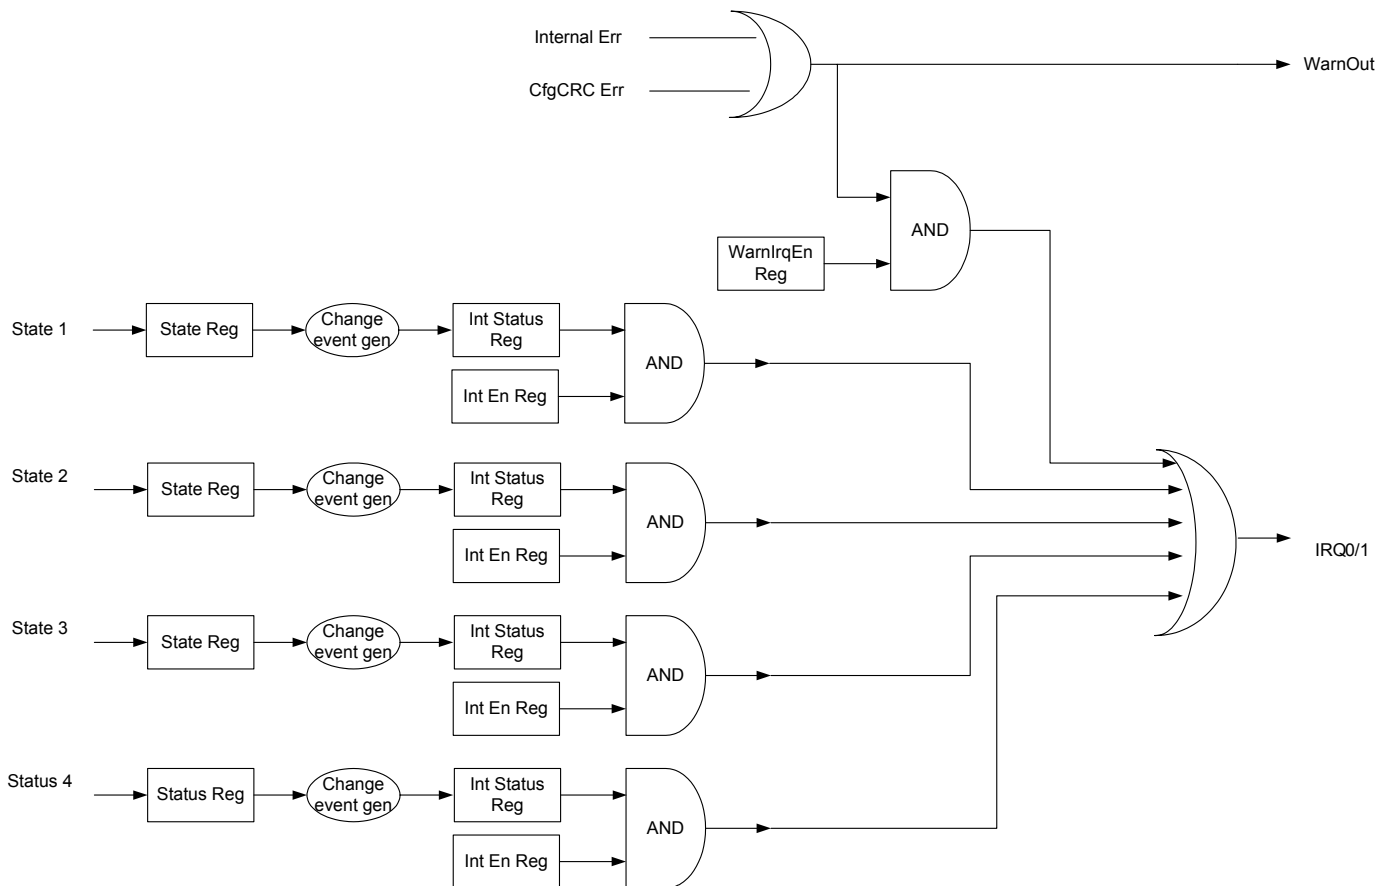 Internal Err
WarnOut
CfgCRC Err
AND
WarnIrqEn
Reg
State 1
State Reg
Change
event gen
Int Status
Reg
AND
Int En Reg
State 2
State Reg
Change
event gen
Int Status
Reg
AND
Int En Reg
IRQ0/1
State 3
State Reg
Change
event gen
Int Status
Reg
AND
Int En Reg
Status 4
Status Reg
Change
event gen
Int Status
Reg
AND
Int En Reg